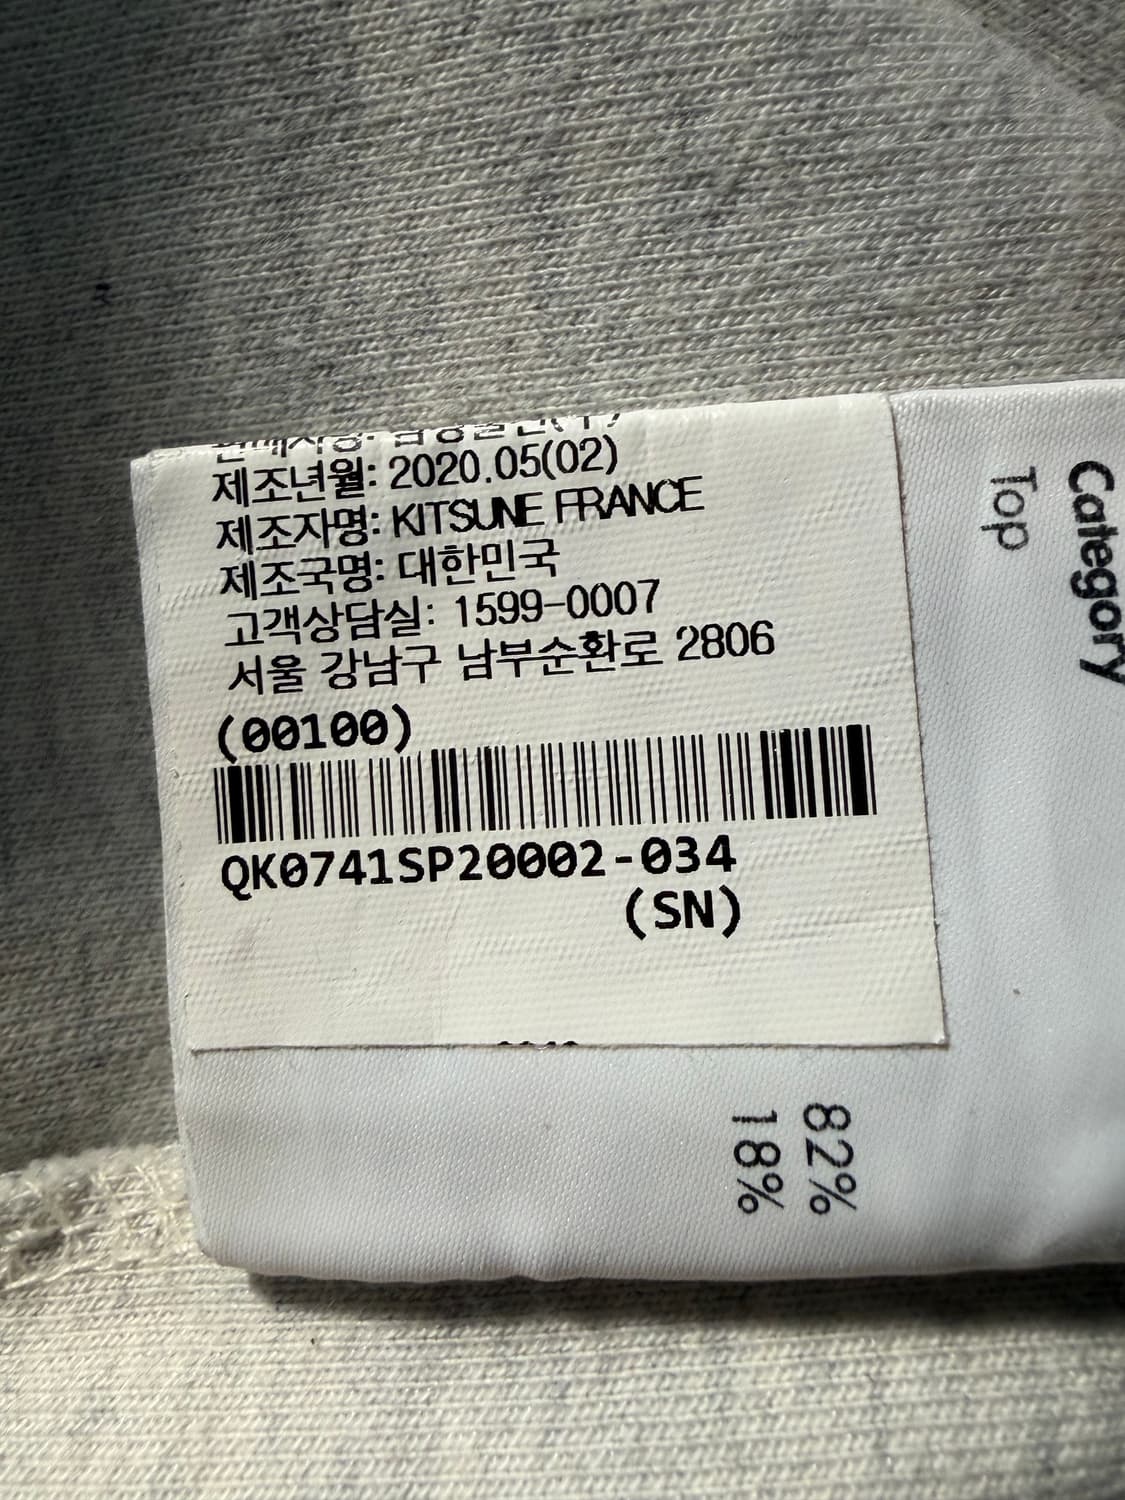 제조년월: 2020.05(02)
제조자명: KITSUNE FRANCE
제조국명: 대한민국
고객상담실: 1599-0007
서울 강남구 남부순환로 2806
(00100)
QK0741SP20002-034
(SN)
Category
Top
82%
18%